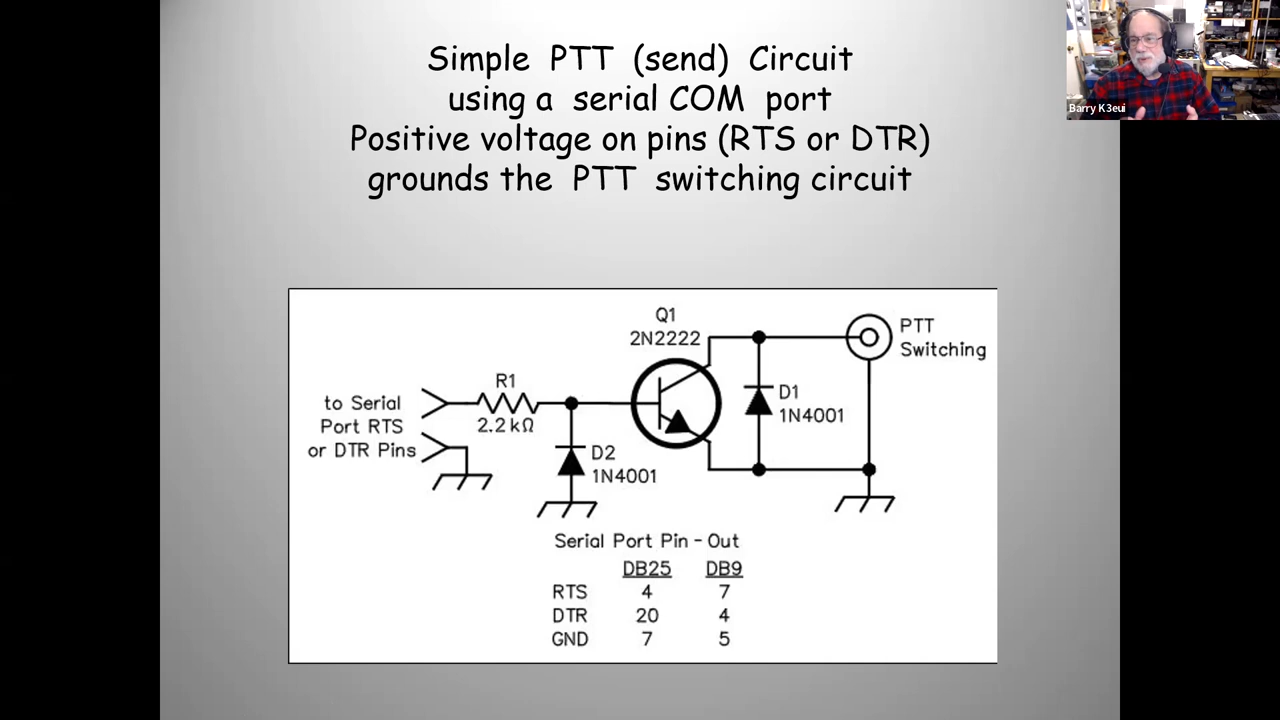 Simple PTT (send) Circuit
using a serial COM port
Positive voltage on pins (RTS or DTR)
grounds the PTT switching circuit
Barry K3eui
Q1
2N2222
PTT
Switching
R1
2.2kΩ
to Serial
Port RTS
or DTR Pins
D1
1N4001
D2
1N4001
Serial Port Pin-Out
DB25 DB9
RTS 4 7
DTR 20 4
GND 7 5